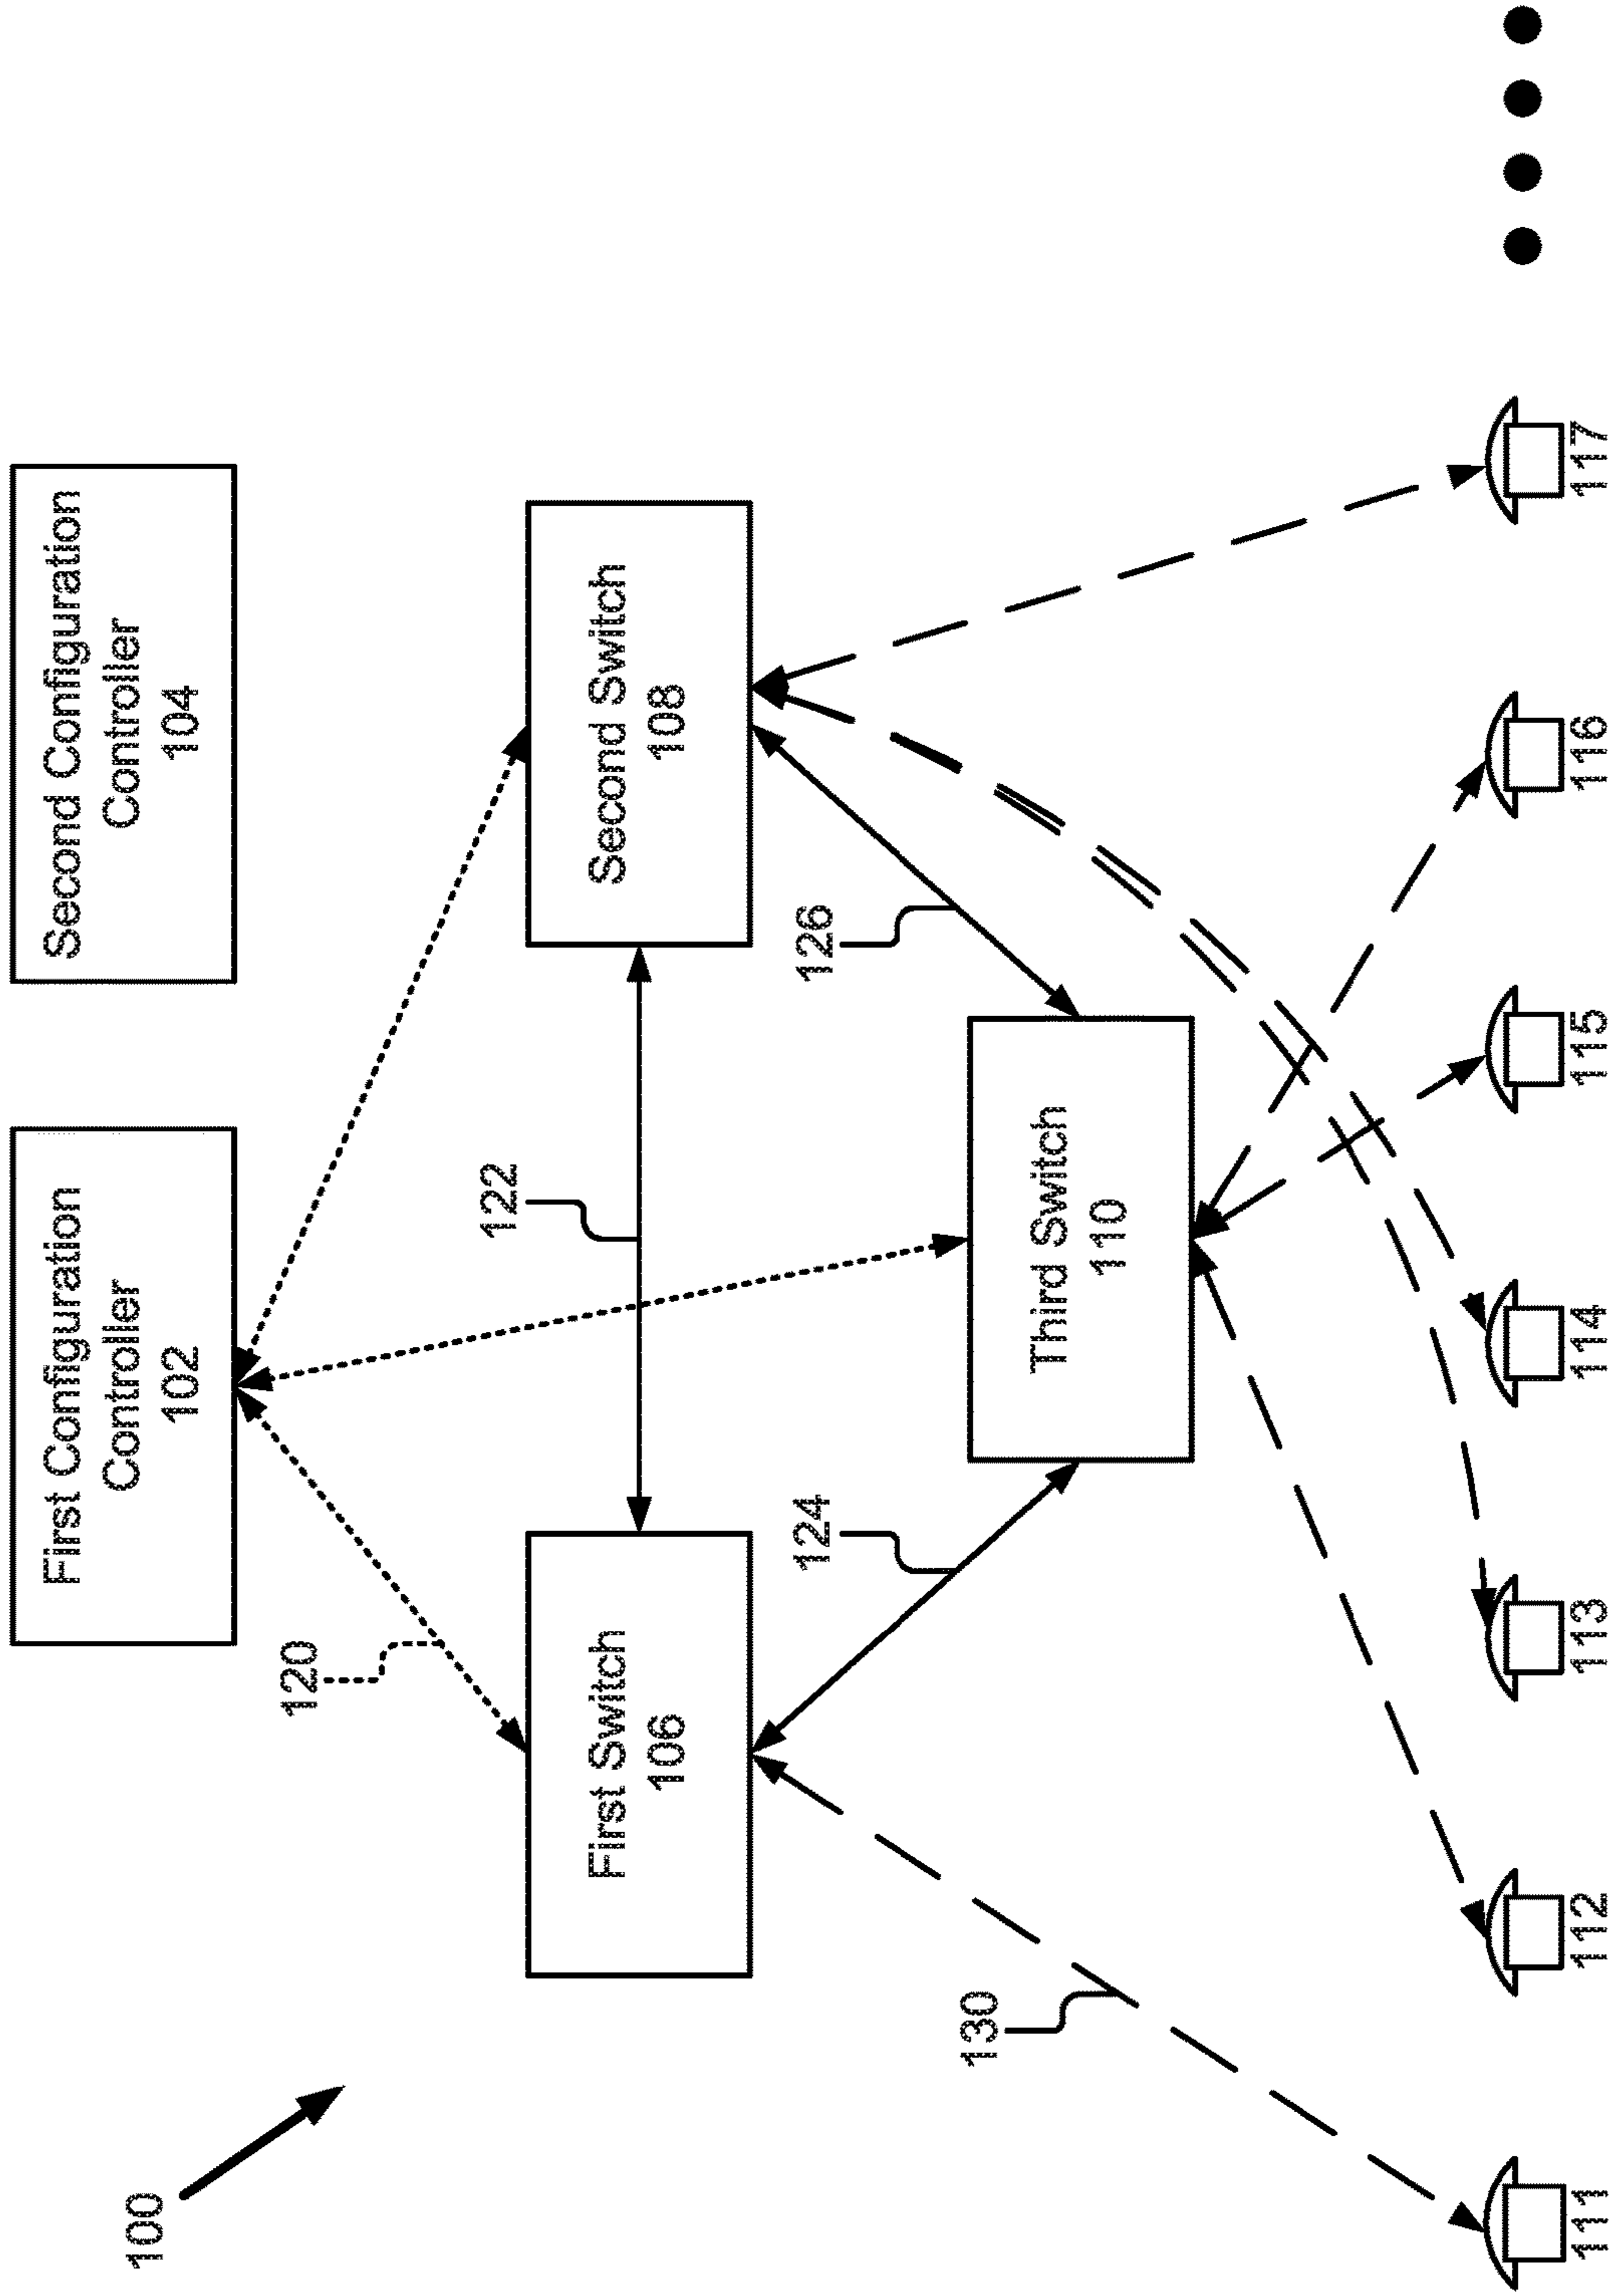 100
First Configuration
Controller
102
Second Configuration
Controller
104
120
122
First Switch
106
Second Switch
108
124
126
Third Switch
110
130
111
112
113
114
115
116
117